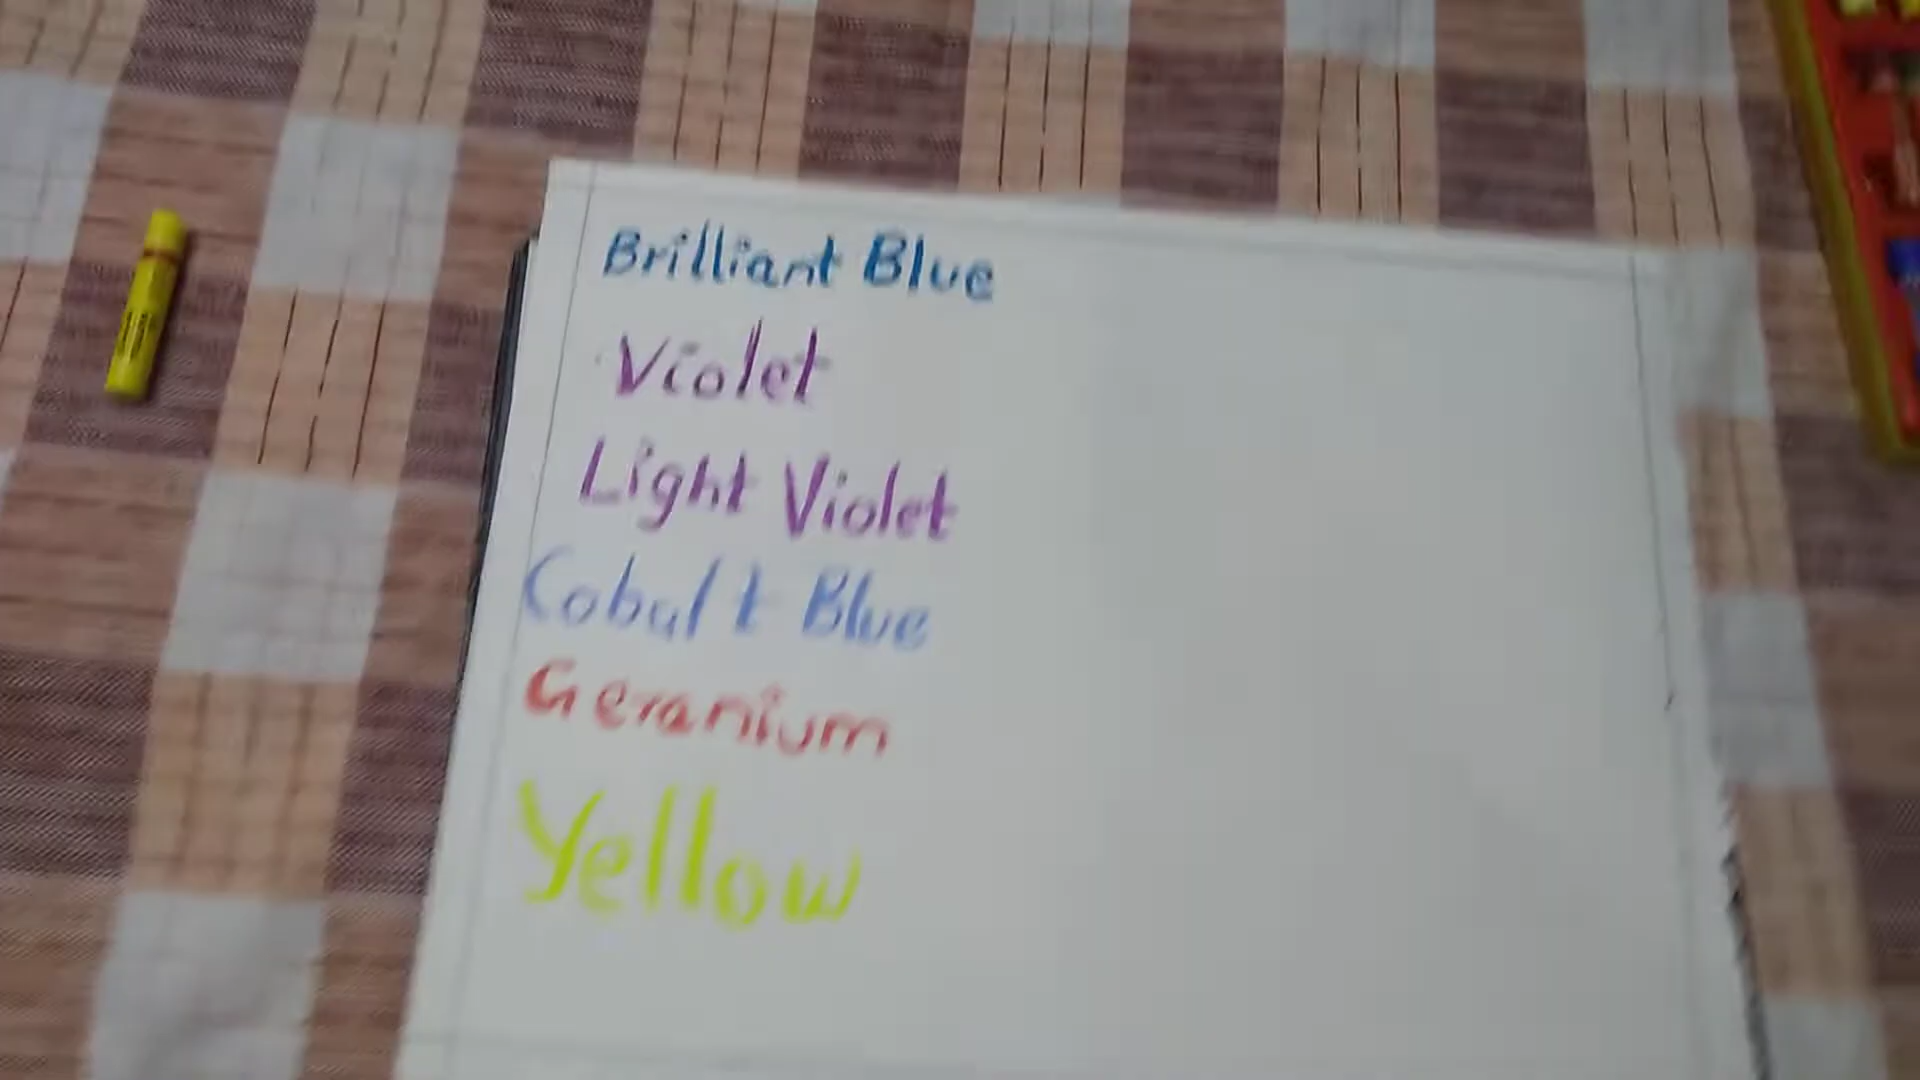 Brilliant Blue
Violet
Light Violet
Cobalt Blue
Geranium
Yellow